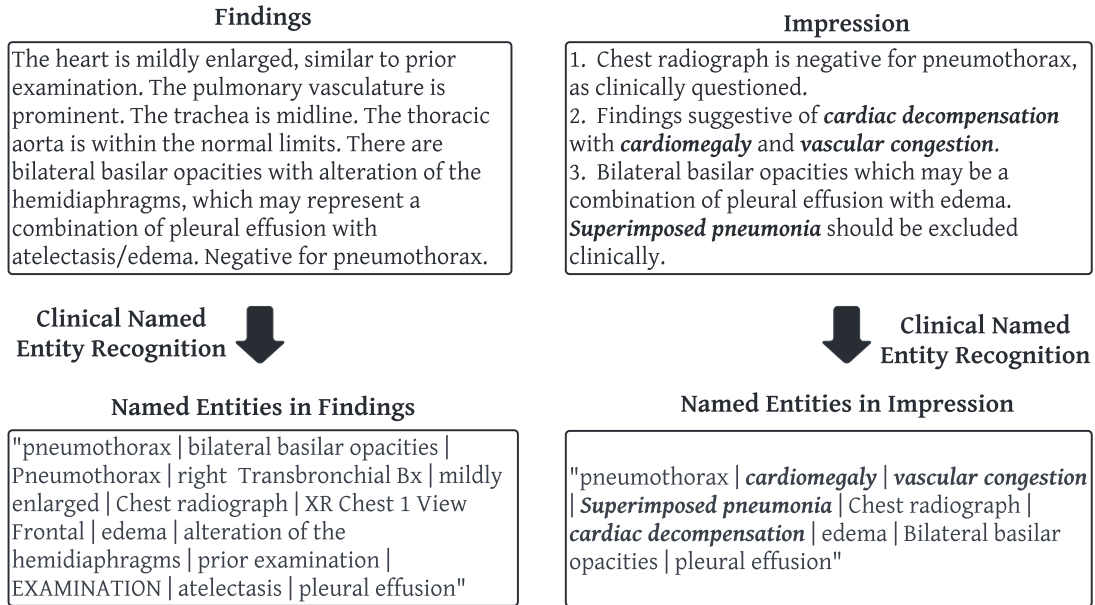 Findings
The heart is mildly enlarged, similar to prior
examination. The pulmonary vasculature is
prominent. The trachea is midline. The thoracic
aorta is within the normal limits. There are
bilateral basilar opacities with alteration of the
hemidiaphragms, which may represent a
combination of pleural effusion with
atelectasis/edema. Negative for pneumothorax.
Impression
1. Chest radiograph is negative for pneumothorax,
as clinically questioned.
2. Findings suggestive of cardiac decompensation
with cardiomegaly and vascular congestion.
3. Bilateral basilar opacities which may be a
combination of pleural effusion with edema.
Superimposed pneumonia should be excluded
clinically.
Clinical Named
Entity Recognition
Clinical Named
Entity Recognition
Named Entities in Findings
"pneumothorax | bilateral basilar opacities |
Pneumothorax | right Transbronchial Bx | mildly
enlarged | Chest radiograph | XR Chest 1 View
Frontal | edema | alteration of the
hemidiaphragms | prior examination |
EXAMINATION | atelectasis | pleural effusion"
Named Entities in Impression
"pneumothorax | cardiomegaly | vascular congestion
| Superimposed pneumonia | Chest radiograph |
cardiac decompensation | edema | Bilateral basilar
opacities | pleural effusion"